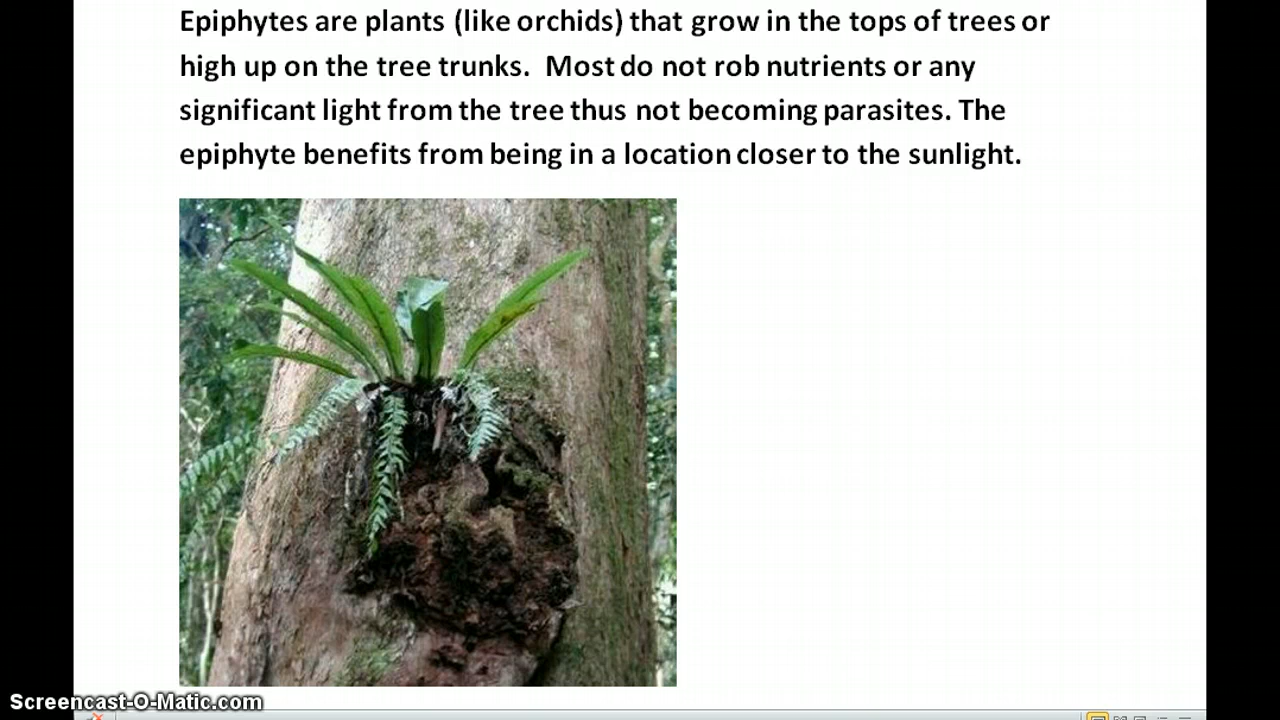 Epiphytes are plants (like orchids) that grow in the tops of trees or
high up on the tree trunks. Most do not rob nutrients or any
significant light from the tree thus not becoming parasites. The
epiphyte benefits from being in a location closer to the sunlight.
Screencast-O-Matic.com